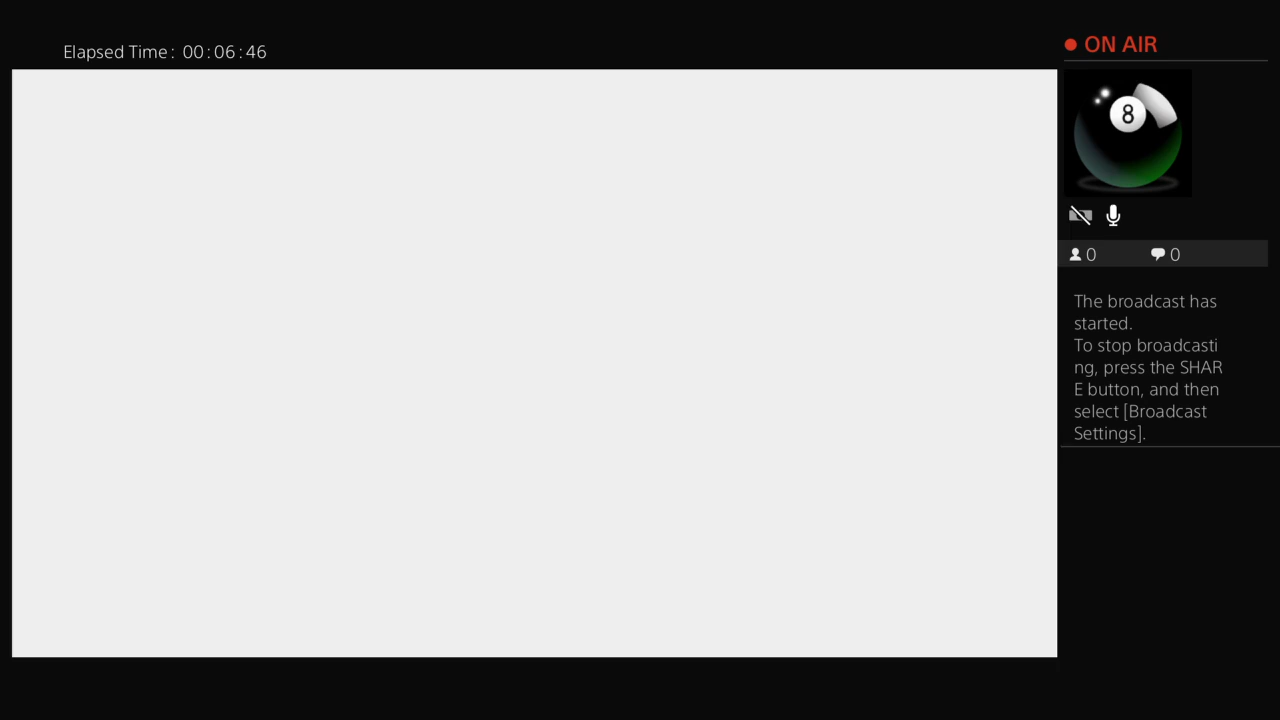 Elapsed Time: 00:06:46
ON AIR
8
0 0
The broadcast has
started.
To stop broadcasti
ng, press the SHAR
E button, and then
select [Broadcast
Settings].